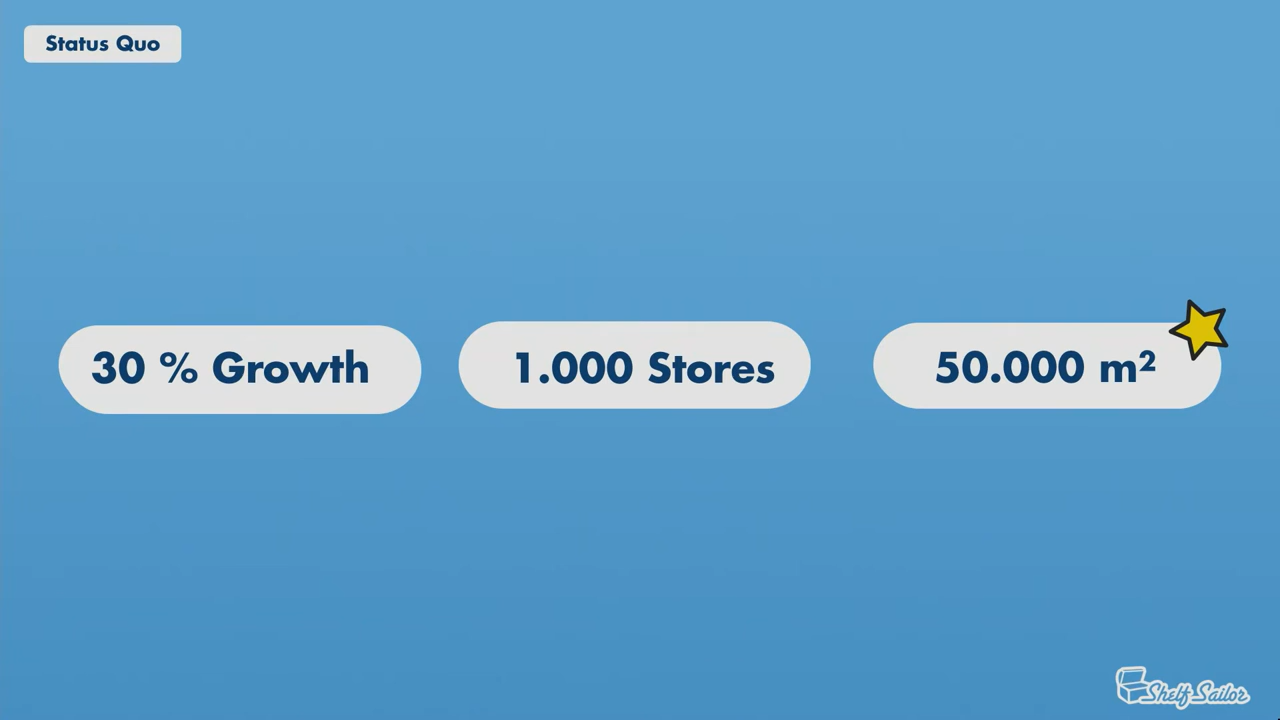 Status Quo
30 % Growth
1.000 Stores
50.000 m²
Shelf Sailor